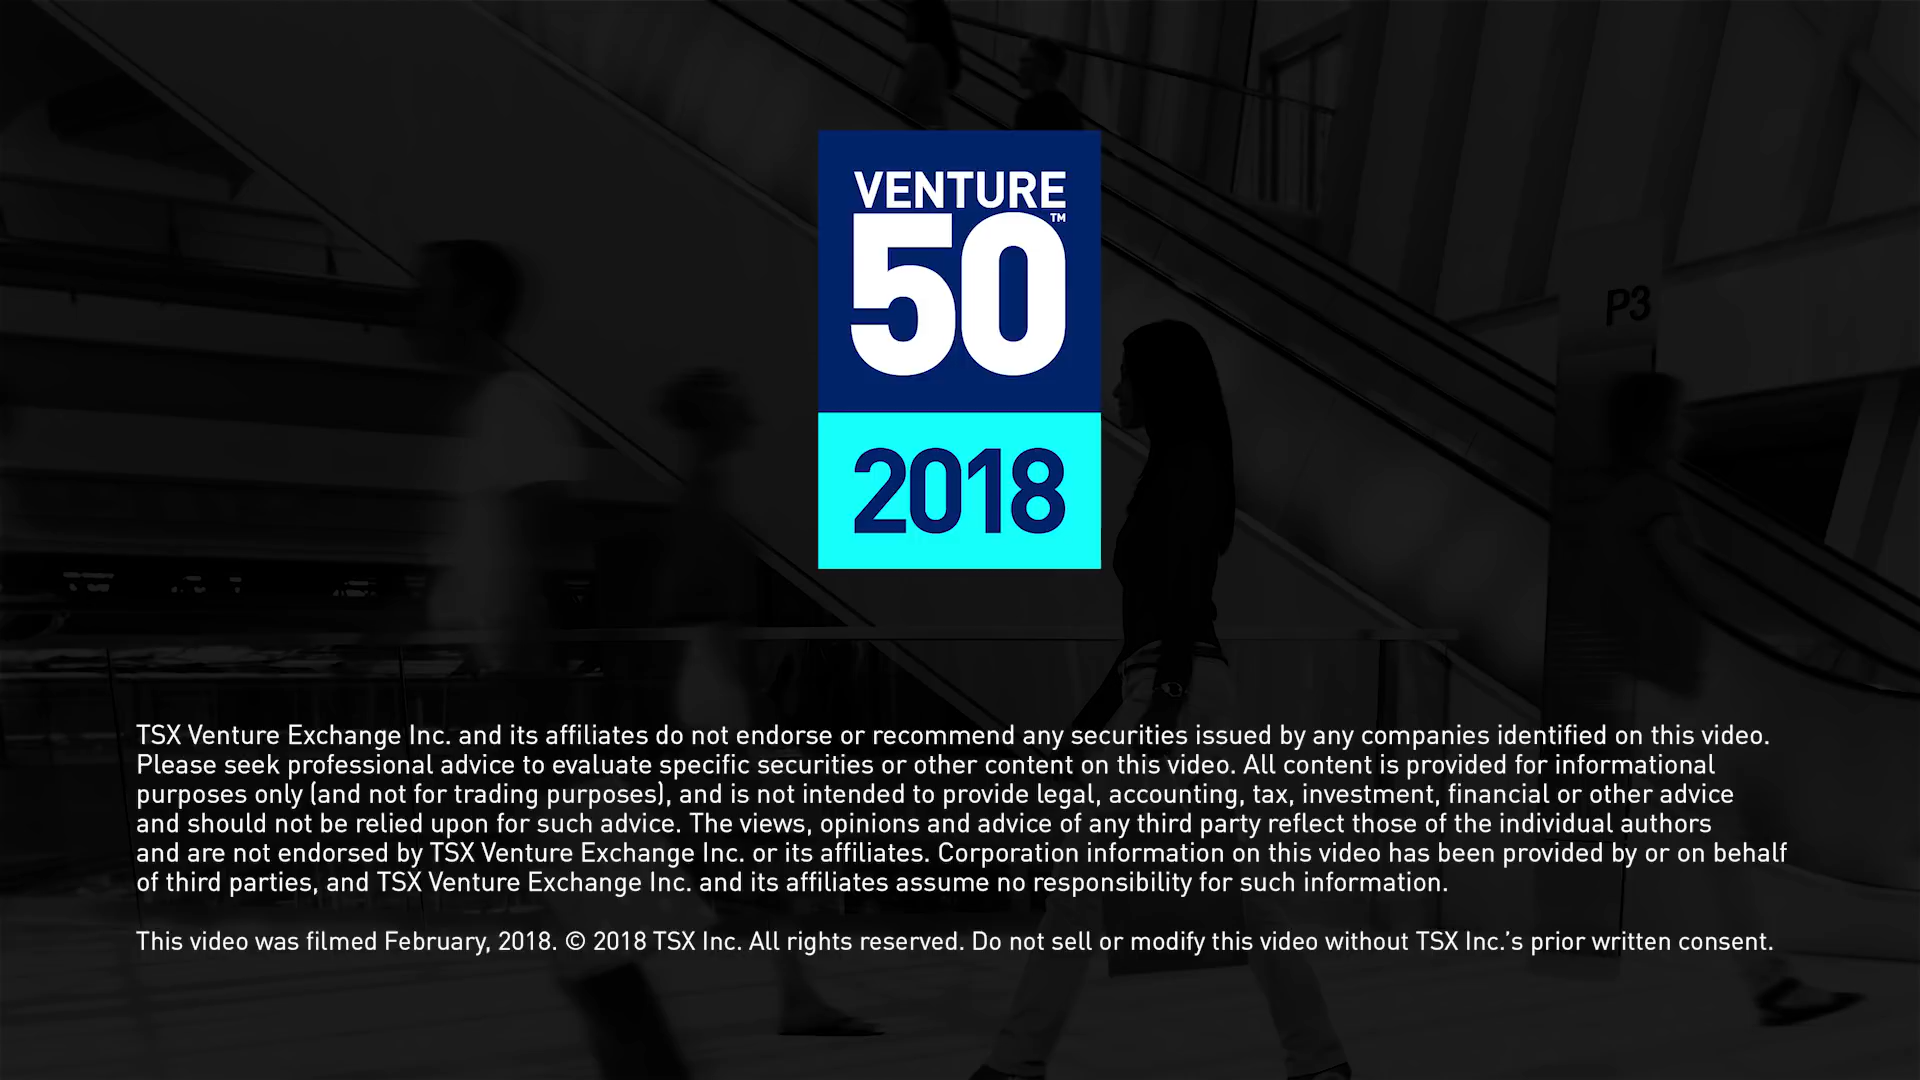 VENTURE
50™
2018
P3
TSX Venture Exchange Inc. and its affiliates do not endorse or recommend any securities issued by any companies identified on this video.
Please seek professional advice to evaluate specific securities or other content on this video. All content is provided for informational
purposes only (and not for trading purposes), and is not intended to provide legal, accounting, tax, investment, financial or other advice
and should not be relied upon for such advice. The views, opinions and advice of any third party reflect those of the individual authors
and are not endorsed by TSX Venture Exchange Inc. or its affiliates. Corporation information on this video has been provided by or on behalf
of third parties, and TSX Venture Exchange Inc. and its affiliates assume no responsibility for such information.
This video was filmed February, 2018. © 2018 TSX Inc. All rights reserved. Do not sell or modify this video without TSX Inc.’s prior written consent.